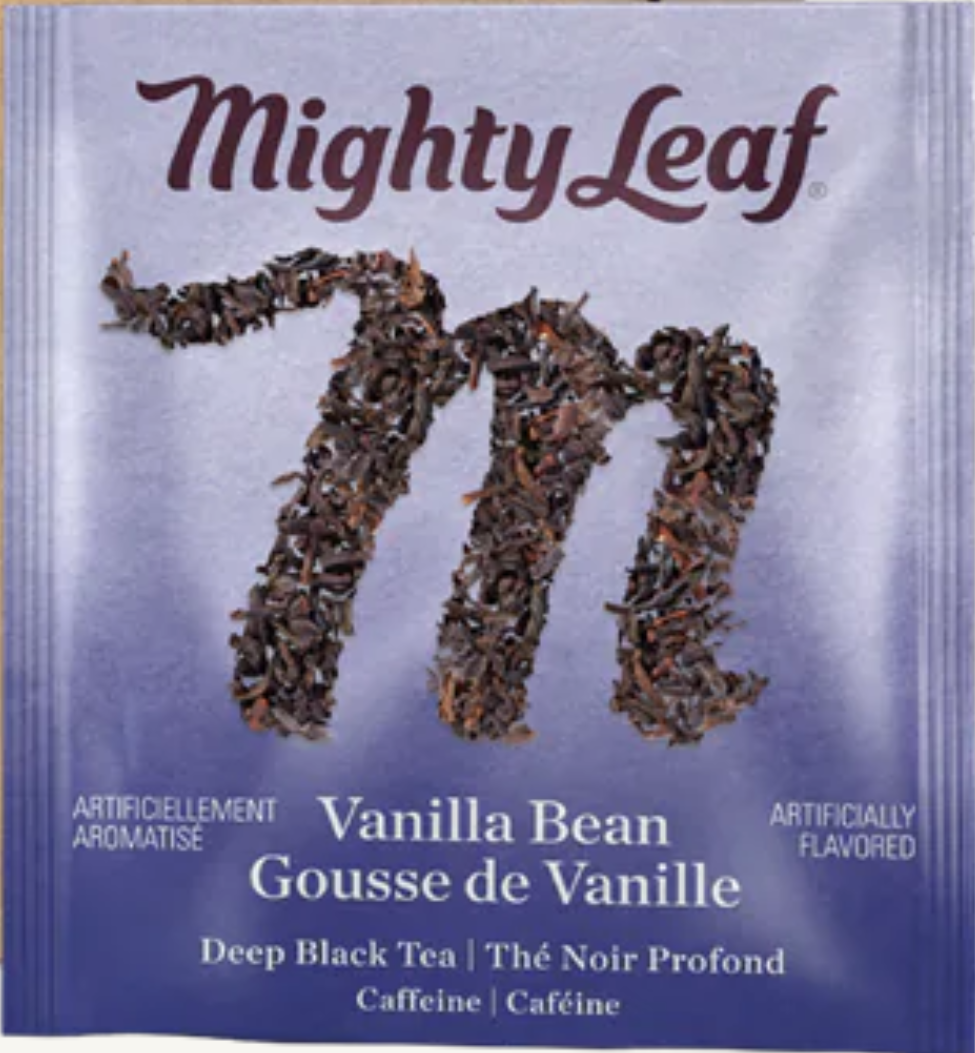 Mighty Leaf®
m
ARTIFICIELLEMENT
AROMATISÉ
Vanilla Bean
Gousse de Vanille
ARTIFICIALLY
FLAVORED
Deep Black Tea | Thé Noir Profond
Caffeine | Caféine